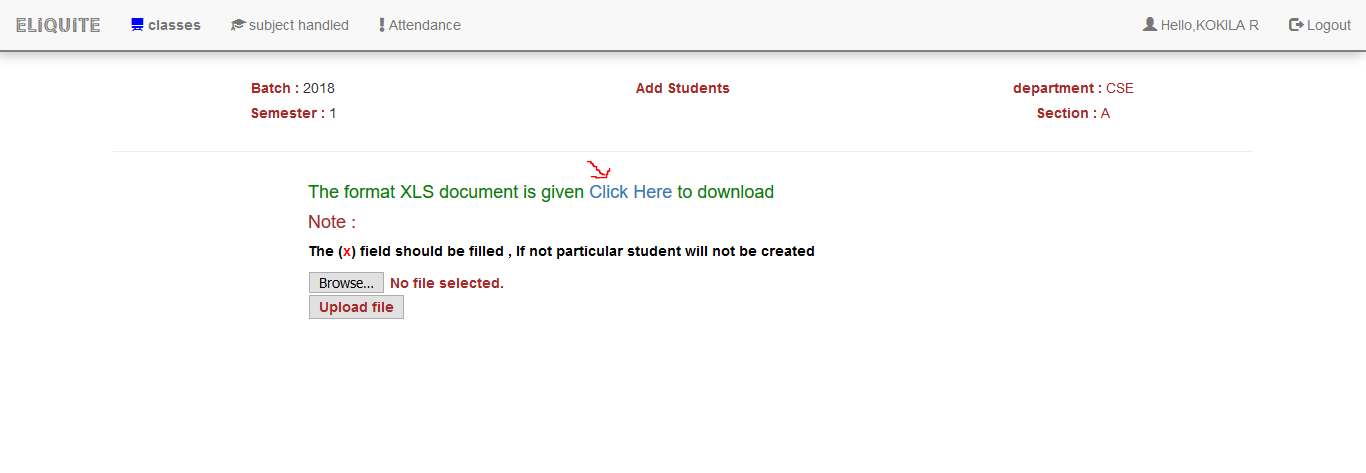 ELiQUiTE classes subject handled Attendance Hello,KOKILA R Logout
Batch : 2018 Add Students department : CSE
Semester : 1 Section : A
The format XLS document is given Click Here to download
Note :
The (x) field should be filled , If not particular student will not be created
Browse... No file selected.
Upload file